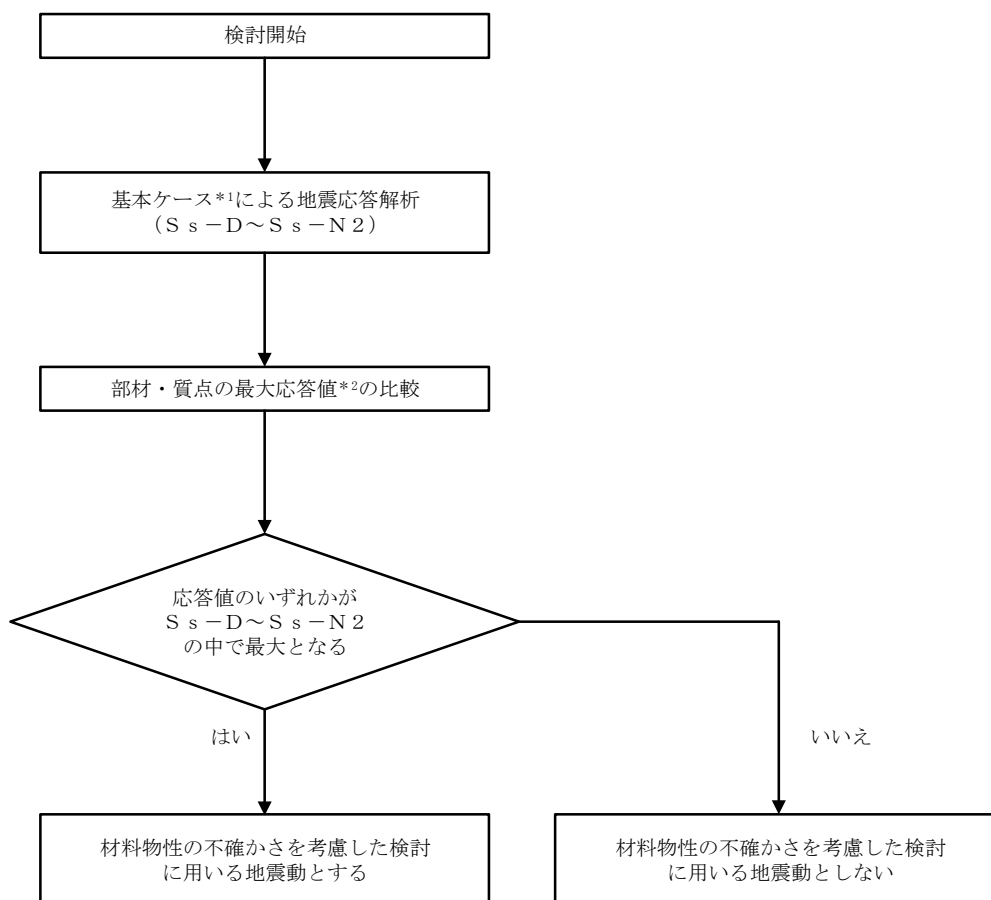 検討開始
基本ケース*1による地震応答解析
(Ss－D～Ss－N2)
部材・質点の最大応答値*2の比較
応答値のいずれかが
Ss－D～Ss－N2
の中で最大となる
はい
いいえ
材料物性の不確かさを考慮した検討
に用いる地震動とする
材料物性の不確かさを考慮した検討
に用いる地震動としない